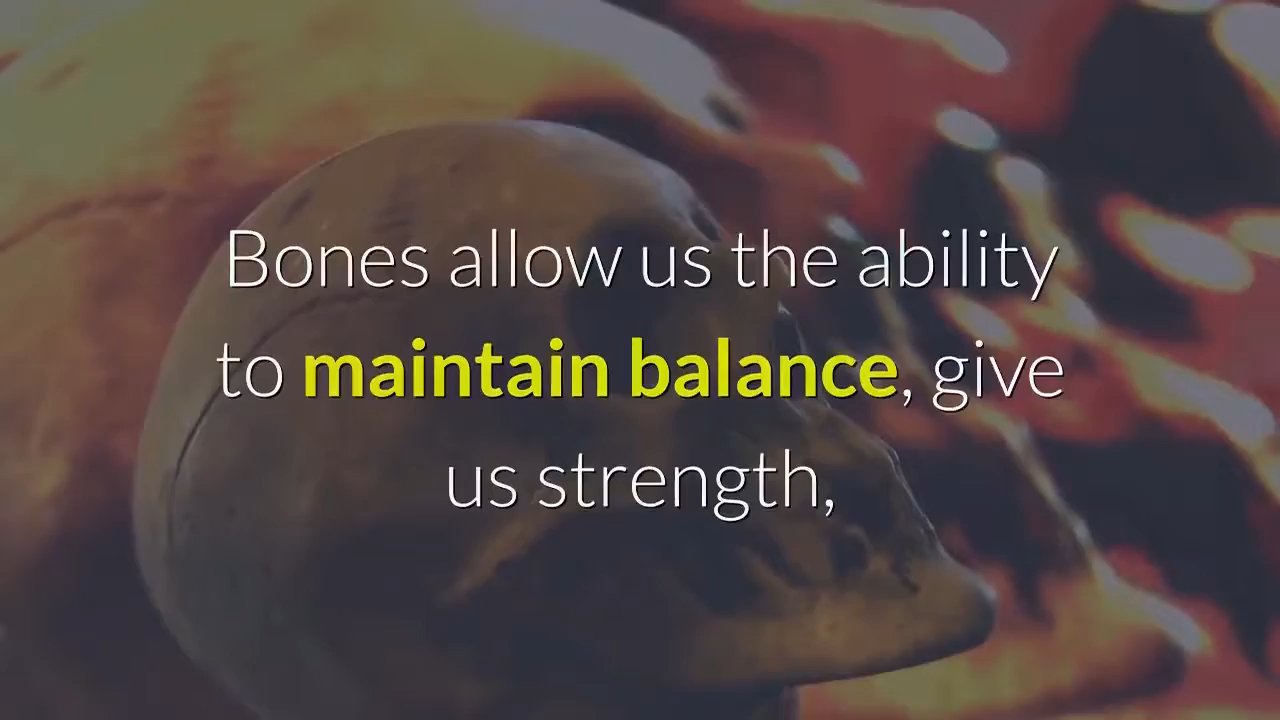 Bones allow us the ability
to maintain balance, give
us strength,